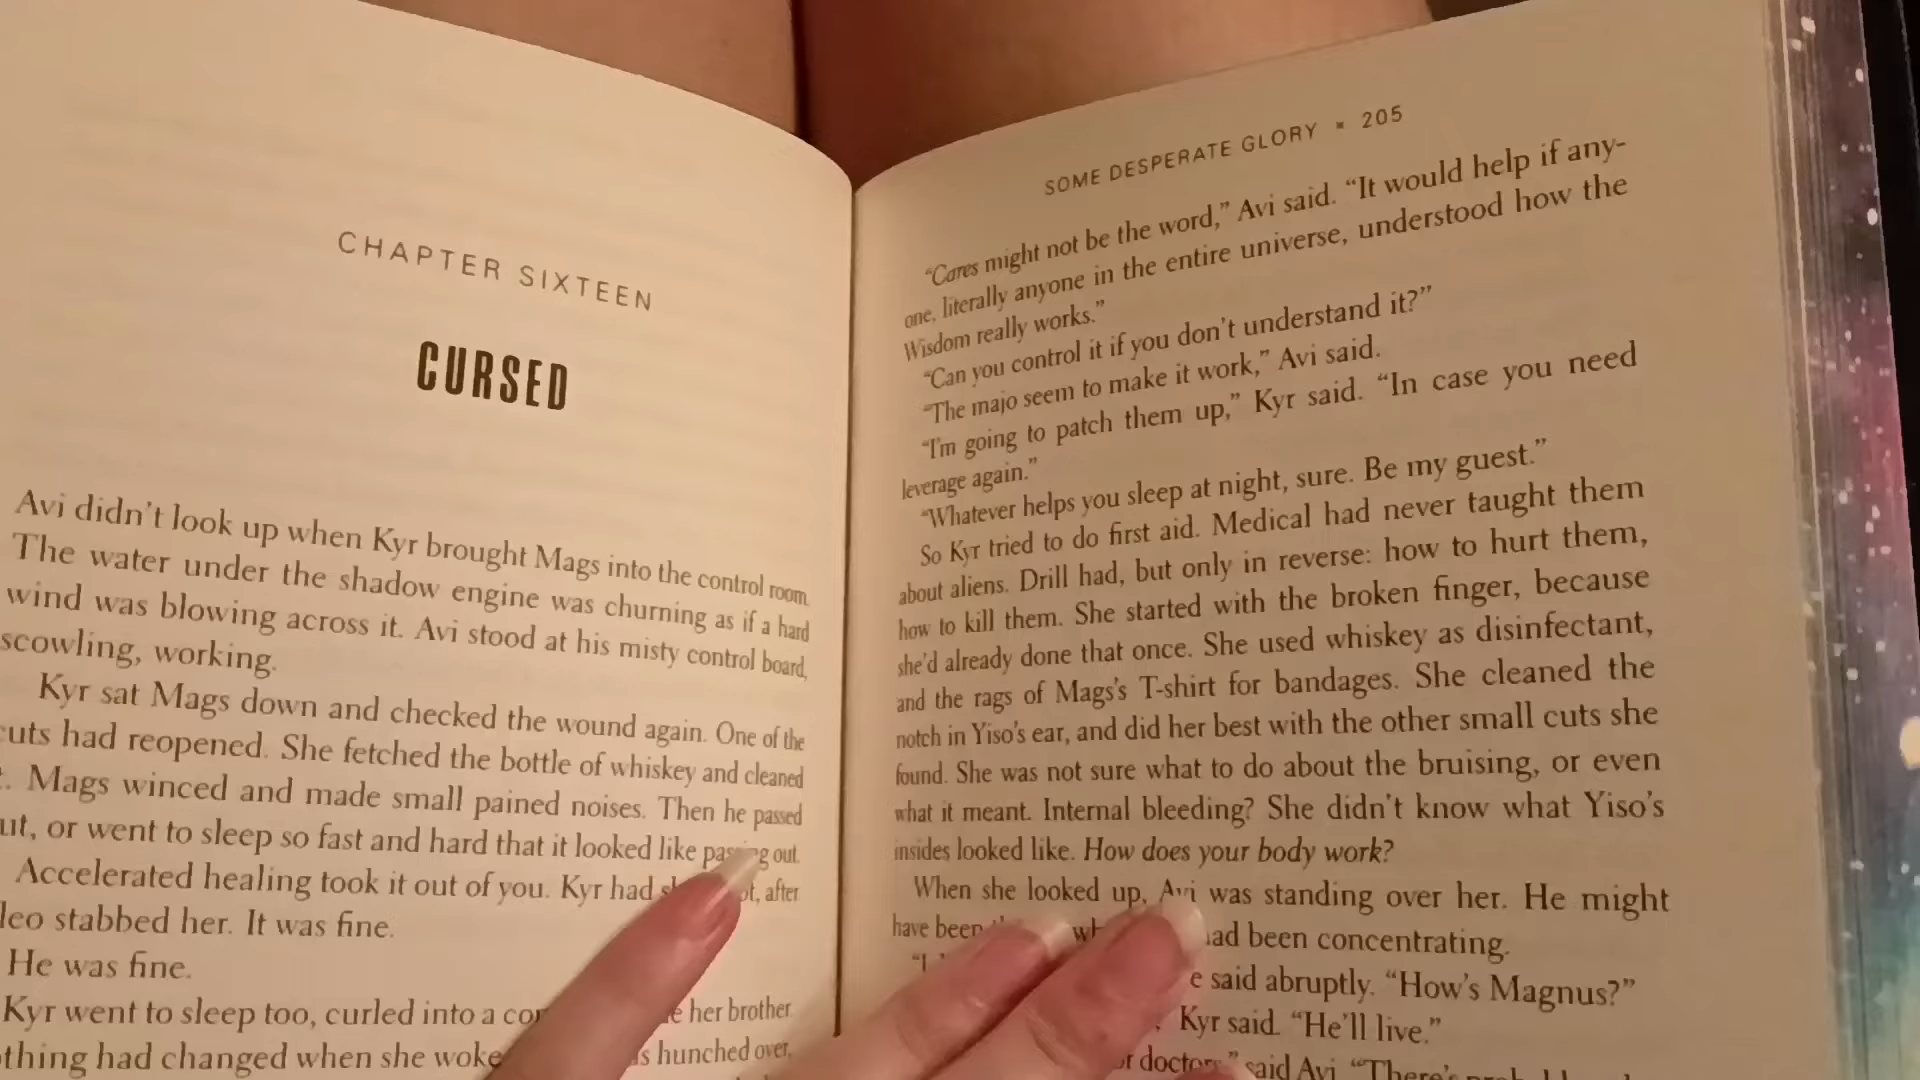 CHAPTER SIXTEEN
CURSED
Avi didn't look up when Kyr brought Mags into the control room.
The water under the shadow engine was churning as if a hard
wind was blowing across it. Avi stood at his misty control board,
scowling, working.
Kyr sat Mags down and checked the wound again. One of the
cuts had reopened. She fetched the bottle of whiskey and cleaned
Mags winced and made small pained noises. Then he passed
ut, or went to sleep so fast and hard that it looked like passing out.
Accelerated healing took it out of you. Kyr had after
leo stabbed her. It was fine.
He was fine.
Kyr went to sleep too, curled into a her brother.
thing had changed when she woke hunched over,
SOME DESPERATE GLORY 205
"Cares might not be the word," Avi said. "It would help if any-
one, literally anyone in the entire universe, understood how the
Wisdom really works."
"Can you control it if you don't understand it?"
"The majo seem to make it work," Avi said.
"I'm going to patch them up," Kyr said. "In case you need
leverage again."
"Whatever helps you sleep at night, sure. Be my guest."
So Kyr tried to do first aid. Medical had never taught them
about aliens. Drill had, but only in reverse: how to hurt them,
how to kill them. She started with the broken finger, because
she'd already done that once. She used whiskey as disinfectant,
and the rags of Mags's T-shirt for bandages. She cleaned the
notch in Yiso's ear, and did her best with the other small cuts she
found. She was not sure what to do about the bruising, or even
what it meant. Internal bleeding? She didn't know what Yiso's
insides looked like. How does your body work?
When she looked up, Avi was standing over her. He might
have been had been concentrating.
said abruptly. "How's Magnus?"
Kyr said. "He'll live."
doctors," said Avi. "There's